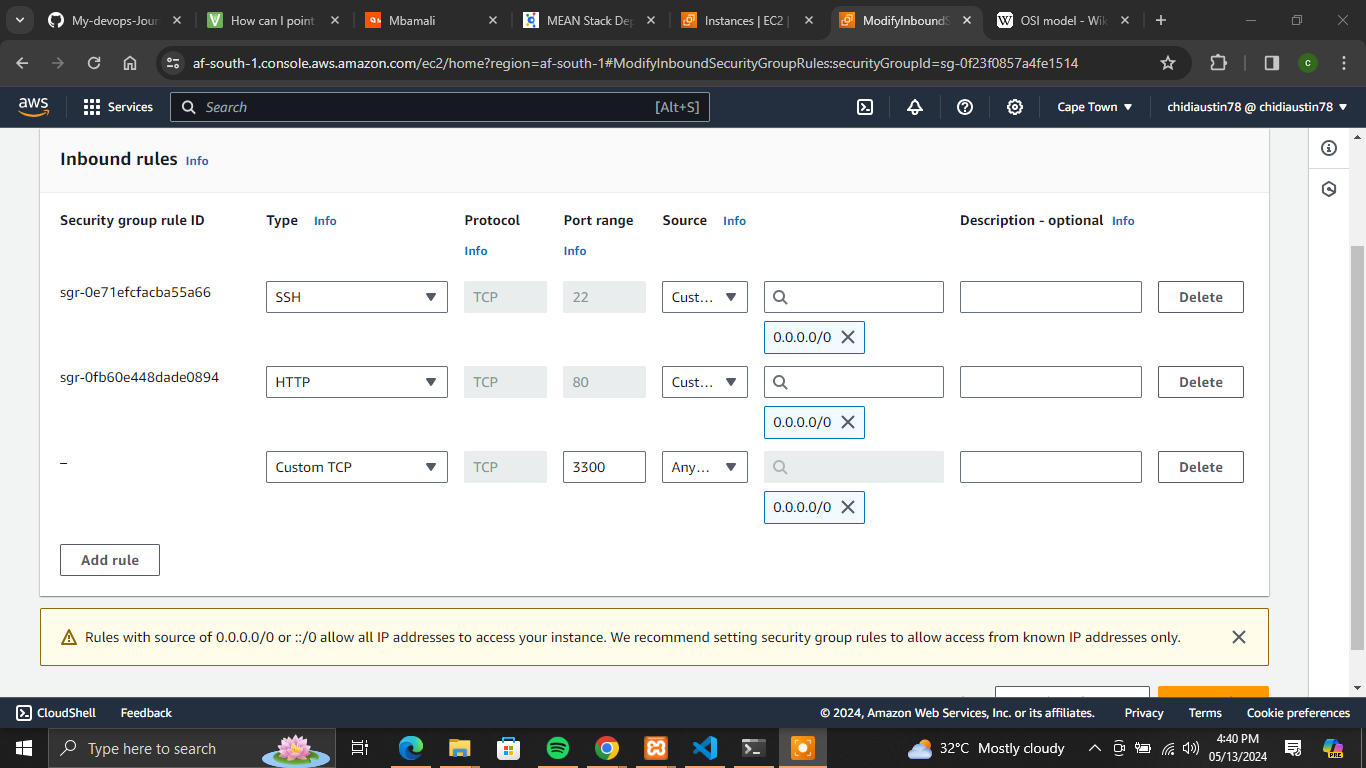 My-devops-Jour
How can I point
Mbamali
MEAN Stack Dep
Instances | EC2 |
ModifyInboundS
OSI model - Wik
af-south-1.console.aws.amazon.com/ec2/home?region=af-south-1#ModifyInboundSecurityGroupRules:securityGroupId=sg-0f23f0857a4fe1514
c
aws
Services
Search
[Alt+S]
Cape Town
chidiaustin78 @ chidiaustin78
Inbound rules Info
Security group rule ID
Type Info
Protocol Info
Port range Info
Source Info
Description - optional Info
sgr-0e71efcfacba55a66
SSH
TCP
22
Cust...
0.0.0.0/0
Delete
sgr-0fb60e448dade0894
HTTP
TCP
80
Cust...
0.0.0.0/0
Delete
–
Custom TCP
TCP
3300
Any...
0.0.0.0/0
Delete
Add rule
Rules with source of 0.0.0.0/0 or ::/0 allow all IP addresses to access your instance. We recommend setting security group rules to allow access from known IP addresses only.
CloudShell
Feedback
© 2024, Amazon Web Services, Inc. or its affiliates.
Privacy
Terms
Cookie preferences
Type here to search
32°C Mostly cloudy
4:40 PM
05/13/2024
PRE